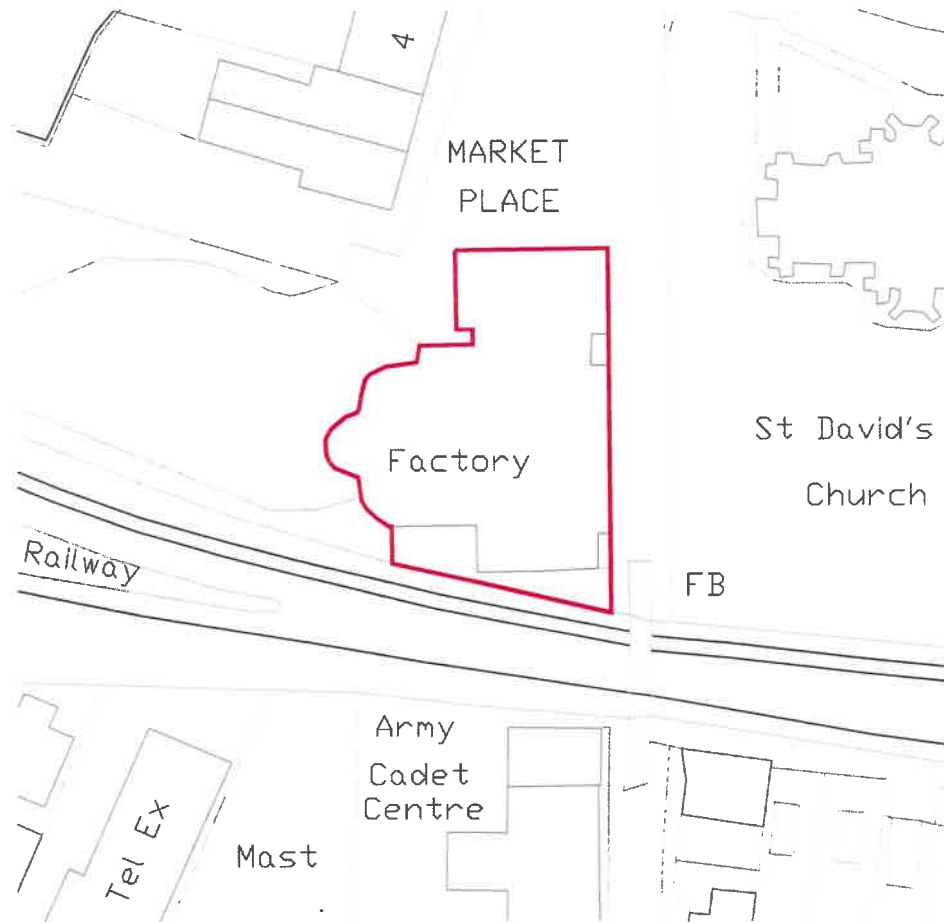 4
MARKET
PLACE
St David's
Church
Factory
Railway
FB
Army
Cadet
Centre
Tel Ex
Mast